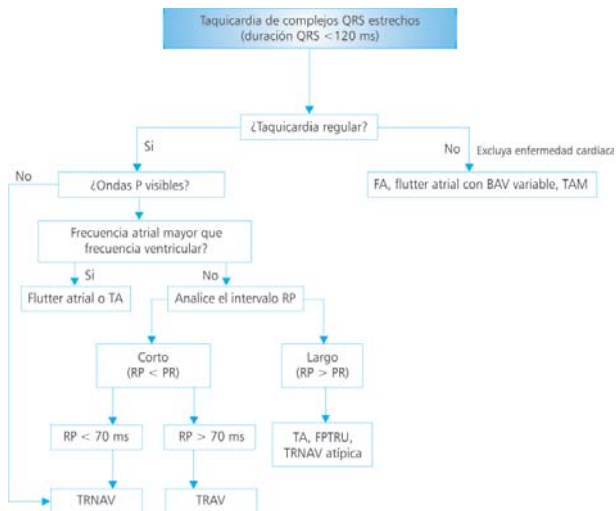 Taquicardia de complejos QRS estrechos
(duración QRS <120 ms)
¿Taquicardia regular?
Si
No
Excluya enfermedad cardíaca
No
¿Ondas P visibles?
FA, flutter atrial con BAV variable, TAM
Frecuencia atrial mayor que
frecuencia ventricular?
Si
No
Flutter atrial o TA
Analice el intervalo RP
Corto
(RP < PR)
Largo
(RP > PR)
RP < 70 ms
RP > 70 ms
TA, FPTRU,
TRNAV atípica
TRNAV
TRAV